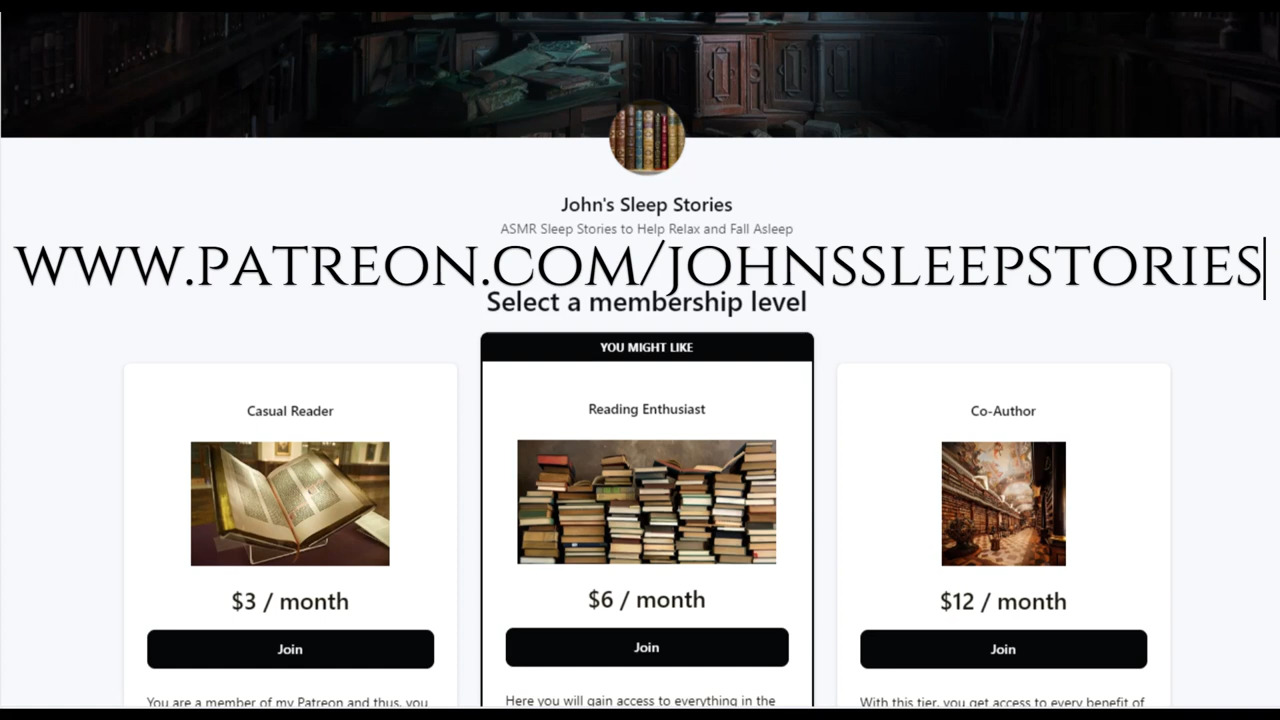 John's Sleep Stories
ASMR Sleep Stories to Help Relax and Fall Asleep
WWW.PATREON.COM/JOHNSSLEEPSTORIES
Select a membership level
YOU MIGHT LIKE
Casual Reader
Reading Enthusiast
Co-Author
$3 / month
$6 / month
$12 / month
Join
Join
Join
You are a member of my Patreon and thus, you
Here you will gain access to everything in the
With this tier, you get access to every benefit of